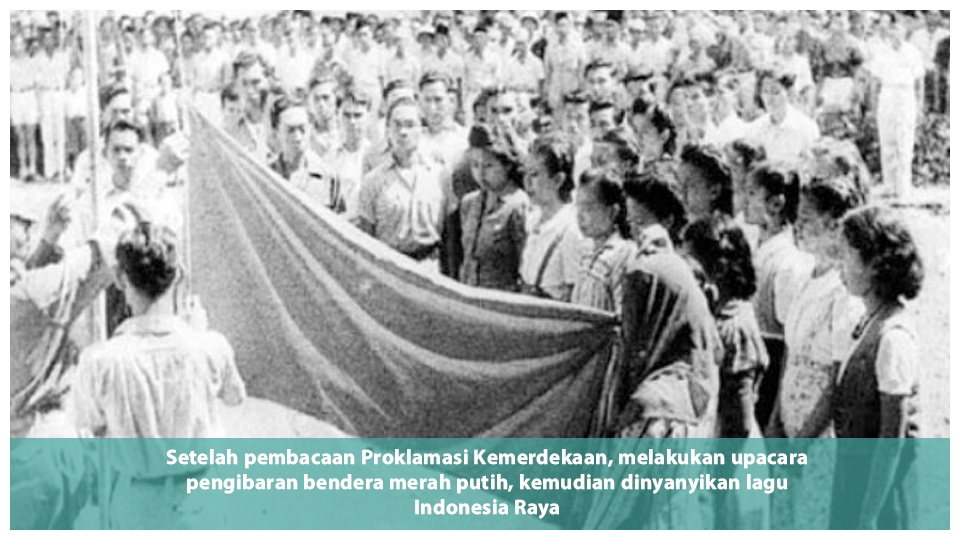 Setelah pembacaan Proklamasi Kemerdekaan, melakukan upacara
pengibaran bendera merah putih, kemudian dinyanyikan lagu
Indonesia Raya